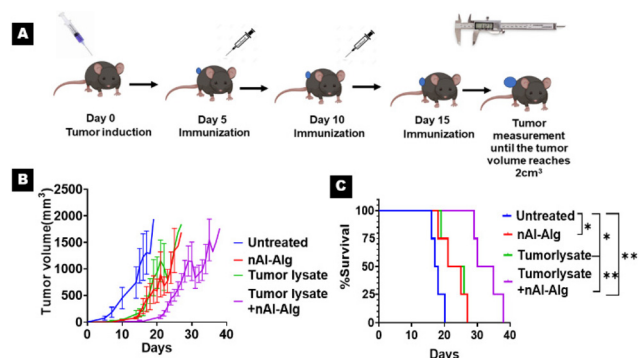 A
Day 0
Tumor induction
Day 5
Immunization
Day 10
Immunization
Day 15
Immunization
Tumor
measurement
until the tumor
volume reaches
2cm³
B
Tumor volume(mm³)
2000
1500
1000
500
0
0 10 20 30 40
Days
Untreated
nAl-Alg
Tumor lysate
Tumor lysate
+nAl-Alg
C
%Survival
100
75
50
25
0
0 10 20 30 40
Days
Untreated
nAl-Alg
Tumorlysate
Tumorlysate
+nAl-Alg
*
*
**
**